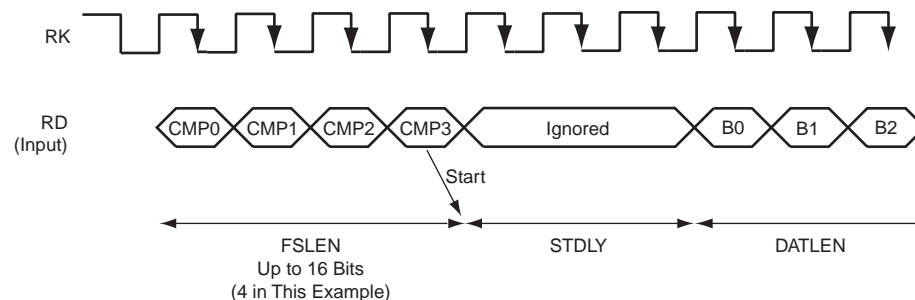 RK
RD
(Input)
CMP0 CMP1 CMP2 CMP3 Ignored B0 B1 B2
Start
FSLEN STDLY DATLEN
Up to 16 Bits
(4 in This Example)